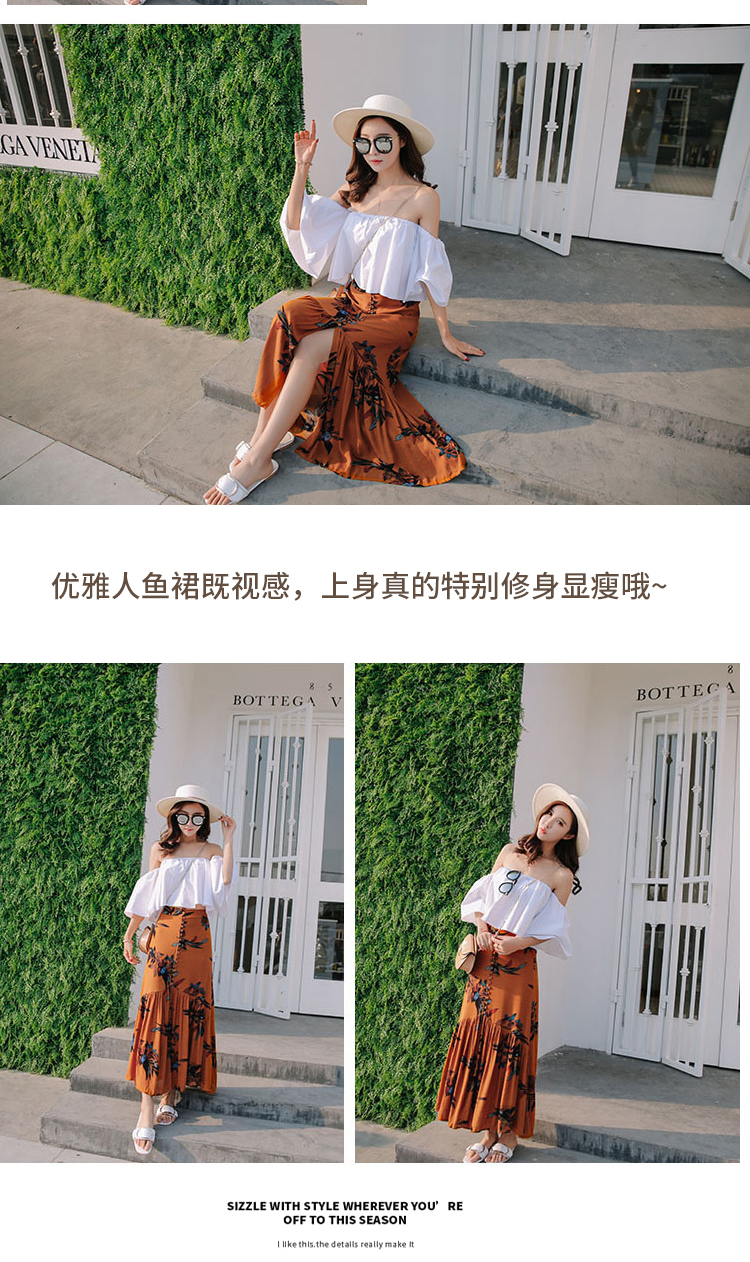 GA VENETA
优雅人鱼裙既视感，上身真的特别修身显瘦哦~
8 5
BOTTEGA V
8
BOTTEGA
SIZZLE WITH STYLE WHEREVER YOU'RE
OFF TO THIS SEASON
I like this.the details really make it